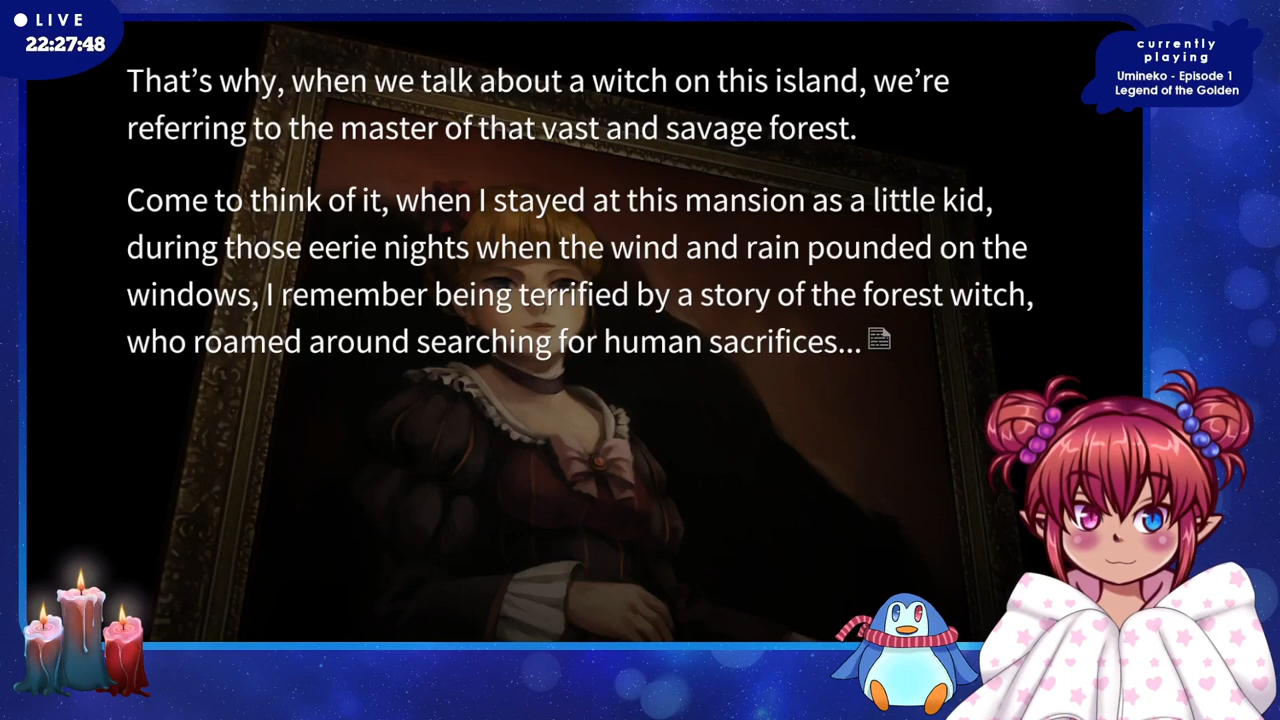 LIVE
22:27:48
currently
playing
Umineko - Episode 1
Legend of the Golden
That’s why, when we talk about a witch on this island, we’re
referring to the master of that vast and savage forest.
Come to think of it, when I stayed at this mansion as a little kid,
during those eerie nights when the wind and rain pounded on the
windows, I remember being terrified by a story of the forest witch,
who roamed around searching for human sacrifices...